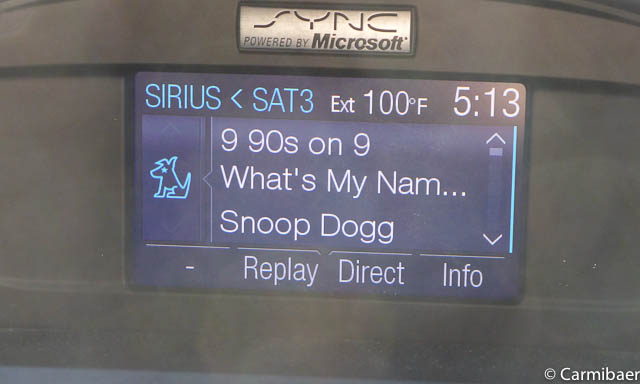 SYNC
POWERED BY Microsoft
SIRIUS < SAT3 Ext 100°F 5:13
9 90s on 9
What's My Nam...
Snoop Dogg
- Replay Direct Info
© Carmibaer